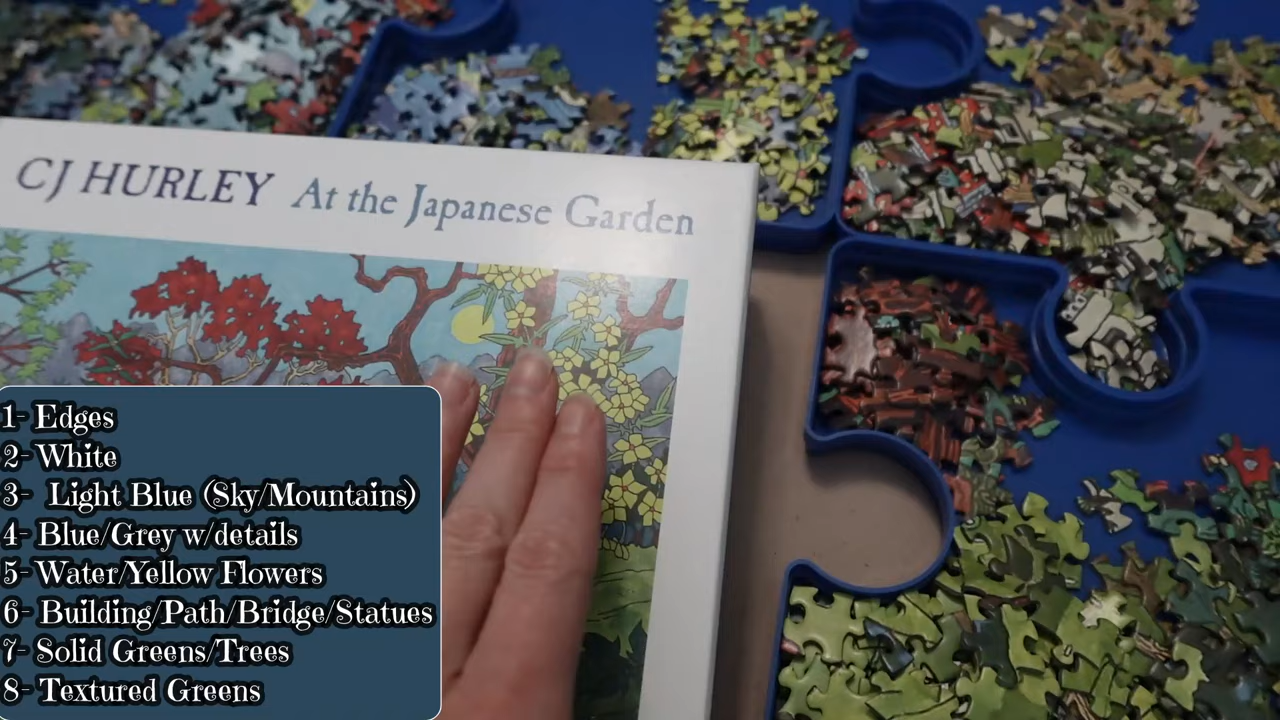 CJ HURLEY At the Japanese Garden
1- Edges
2- White
3- Light Blue (Sky/Mountains)
4- Blue/Grey w/details
5- Water/Yellow Flowers
6- Building/Path/Bridge/Statues
7- Solid Greens/Trees
8- Textured Greens